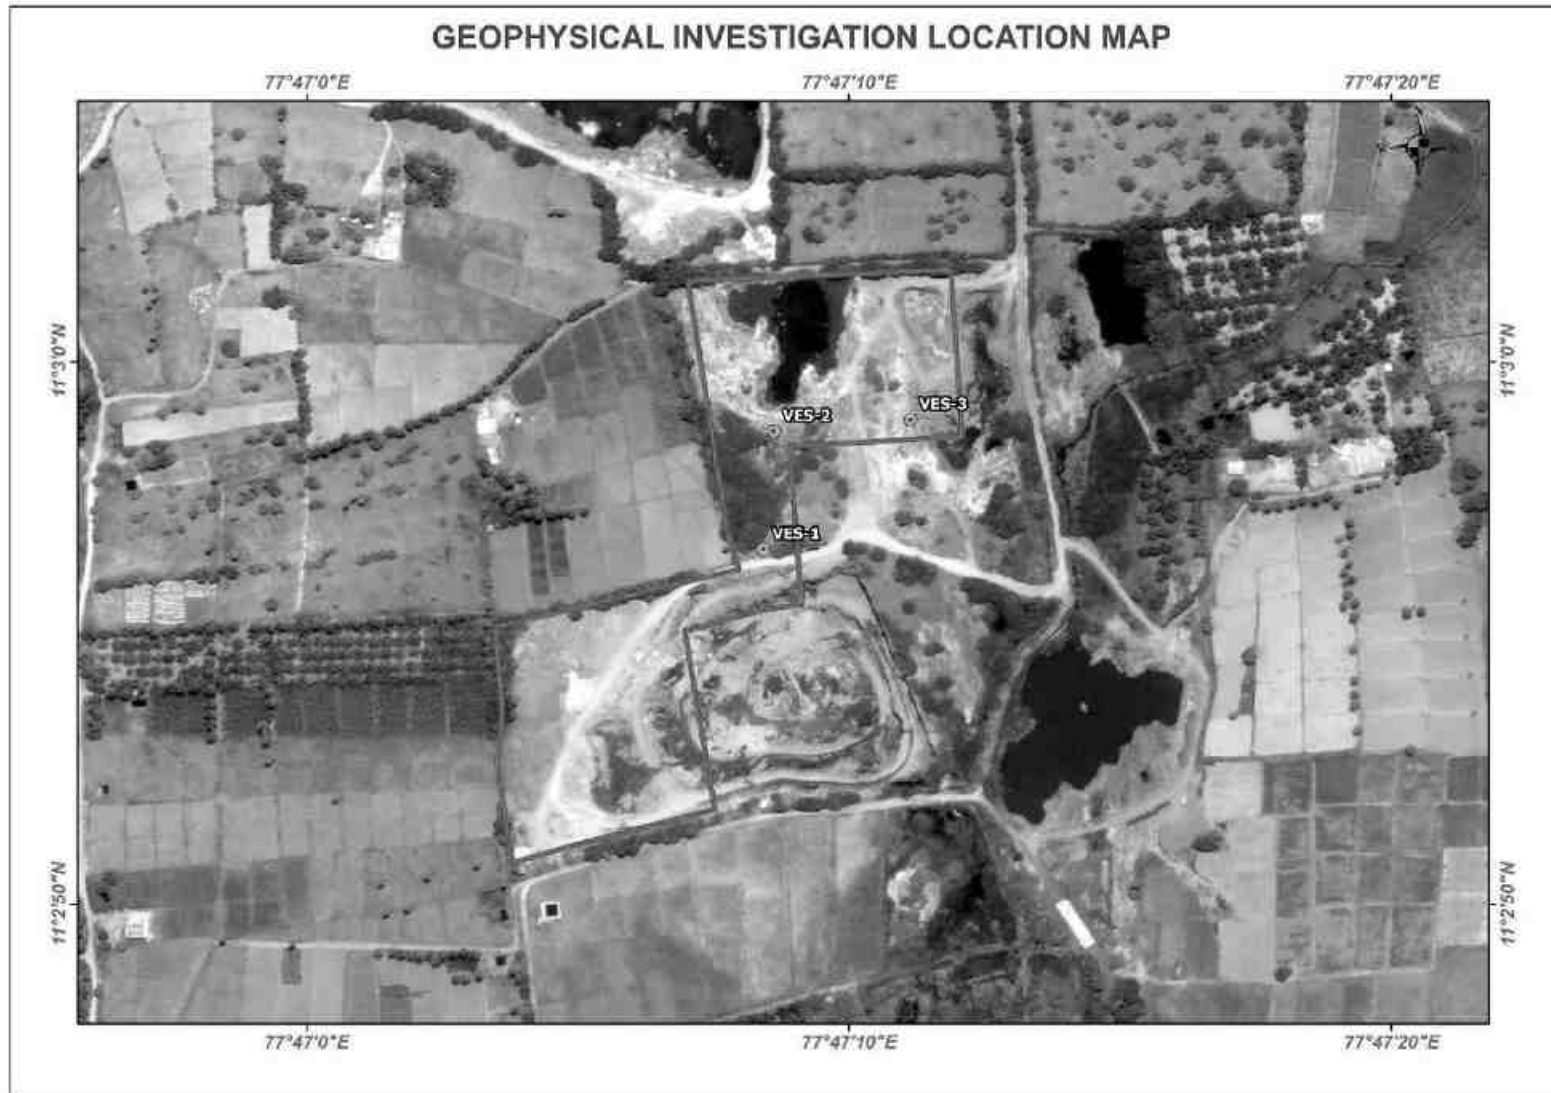 GEOPHYSICAL INVESTIGATION LOCATION MAP
77°47'0"E 77°47'10"E 77°47'20"E
11°3'0"N 11°3'0"N
VES-2 VES-3
VES-1
11°2'50"N 11°2'50"N
77°47'0"E 77°47'10"E 77°47'20"E